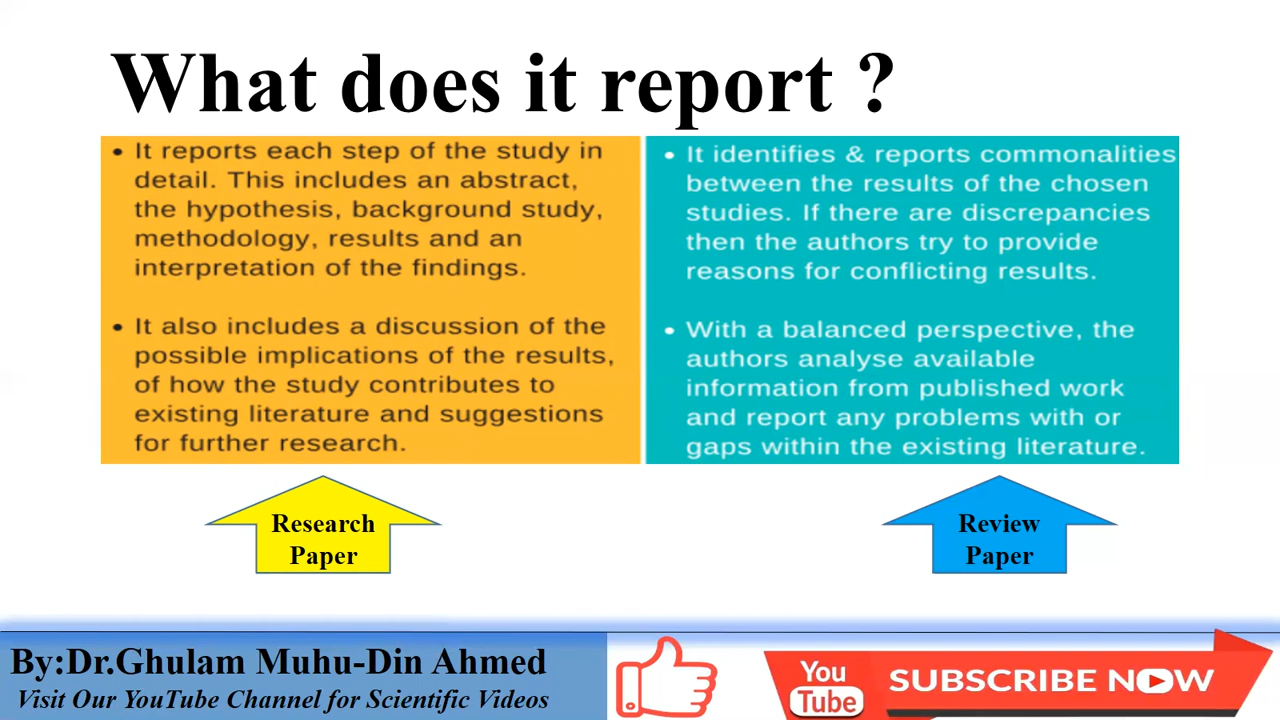 What does it report ?
• It reports each step of the study in
detail. This includes an abstract,
the hypothesis, background study,
methodology, results and an
interpretation of the findings.
• It also includes a discussion of the
possible implications of the results,
of how the study contributes to
existing literature and suggestions
for further research.
• It identifies & reports commonalities
between the results of the chosen
studies. If there are discrepancies
then the authors try to provide
reasons for conflicting results.
• With a balanced perspective, the
authors analyse available
information from published work
and report any problems with or
gaps within the existing literature.
Research
Paper
Review
Paper
By:Dr.Ghulam Muhu-Din Ahmed
Visit Our YouTube Channel for Scientific Videos
You
Tube
SUBSCRIBE NOW